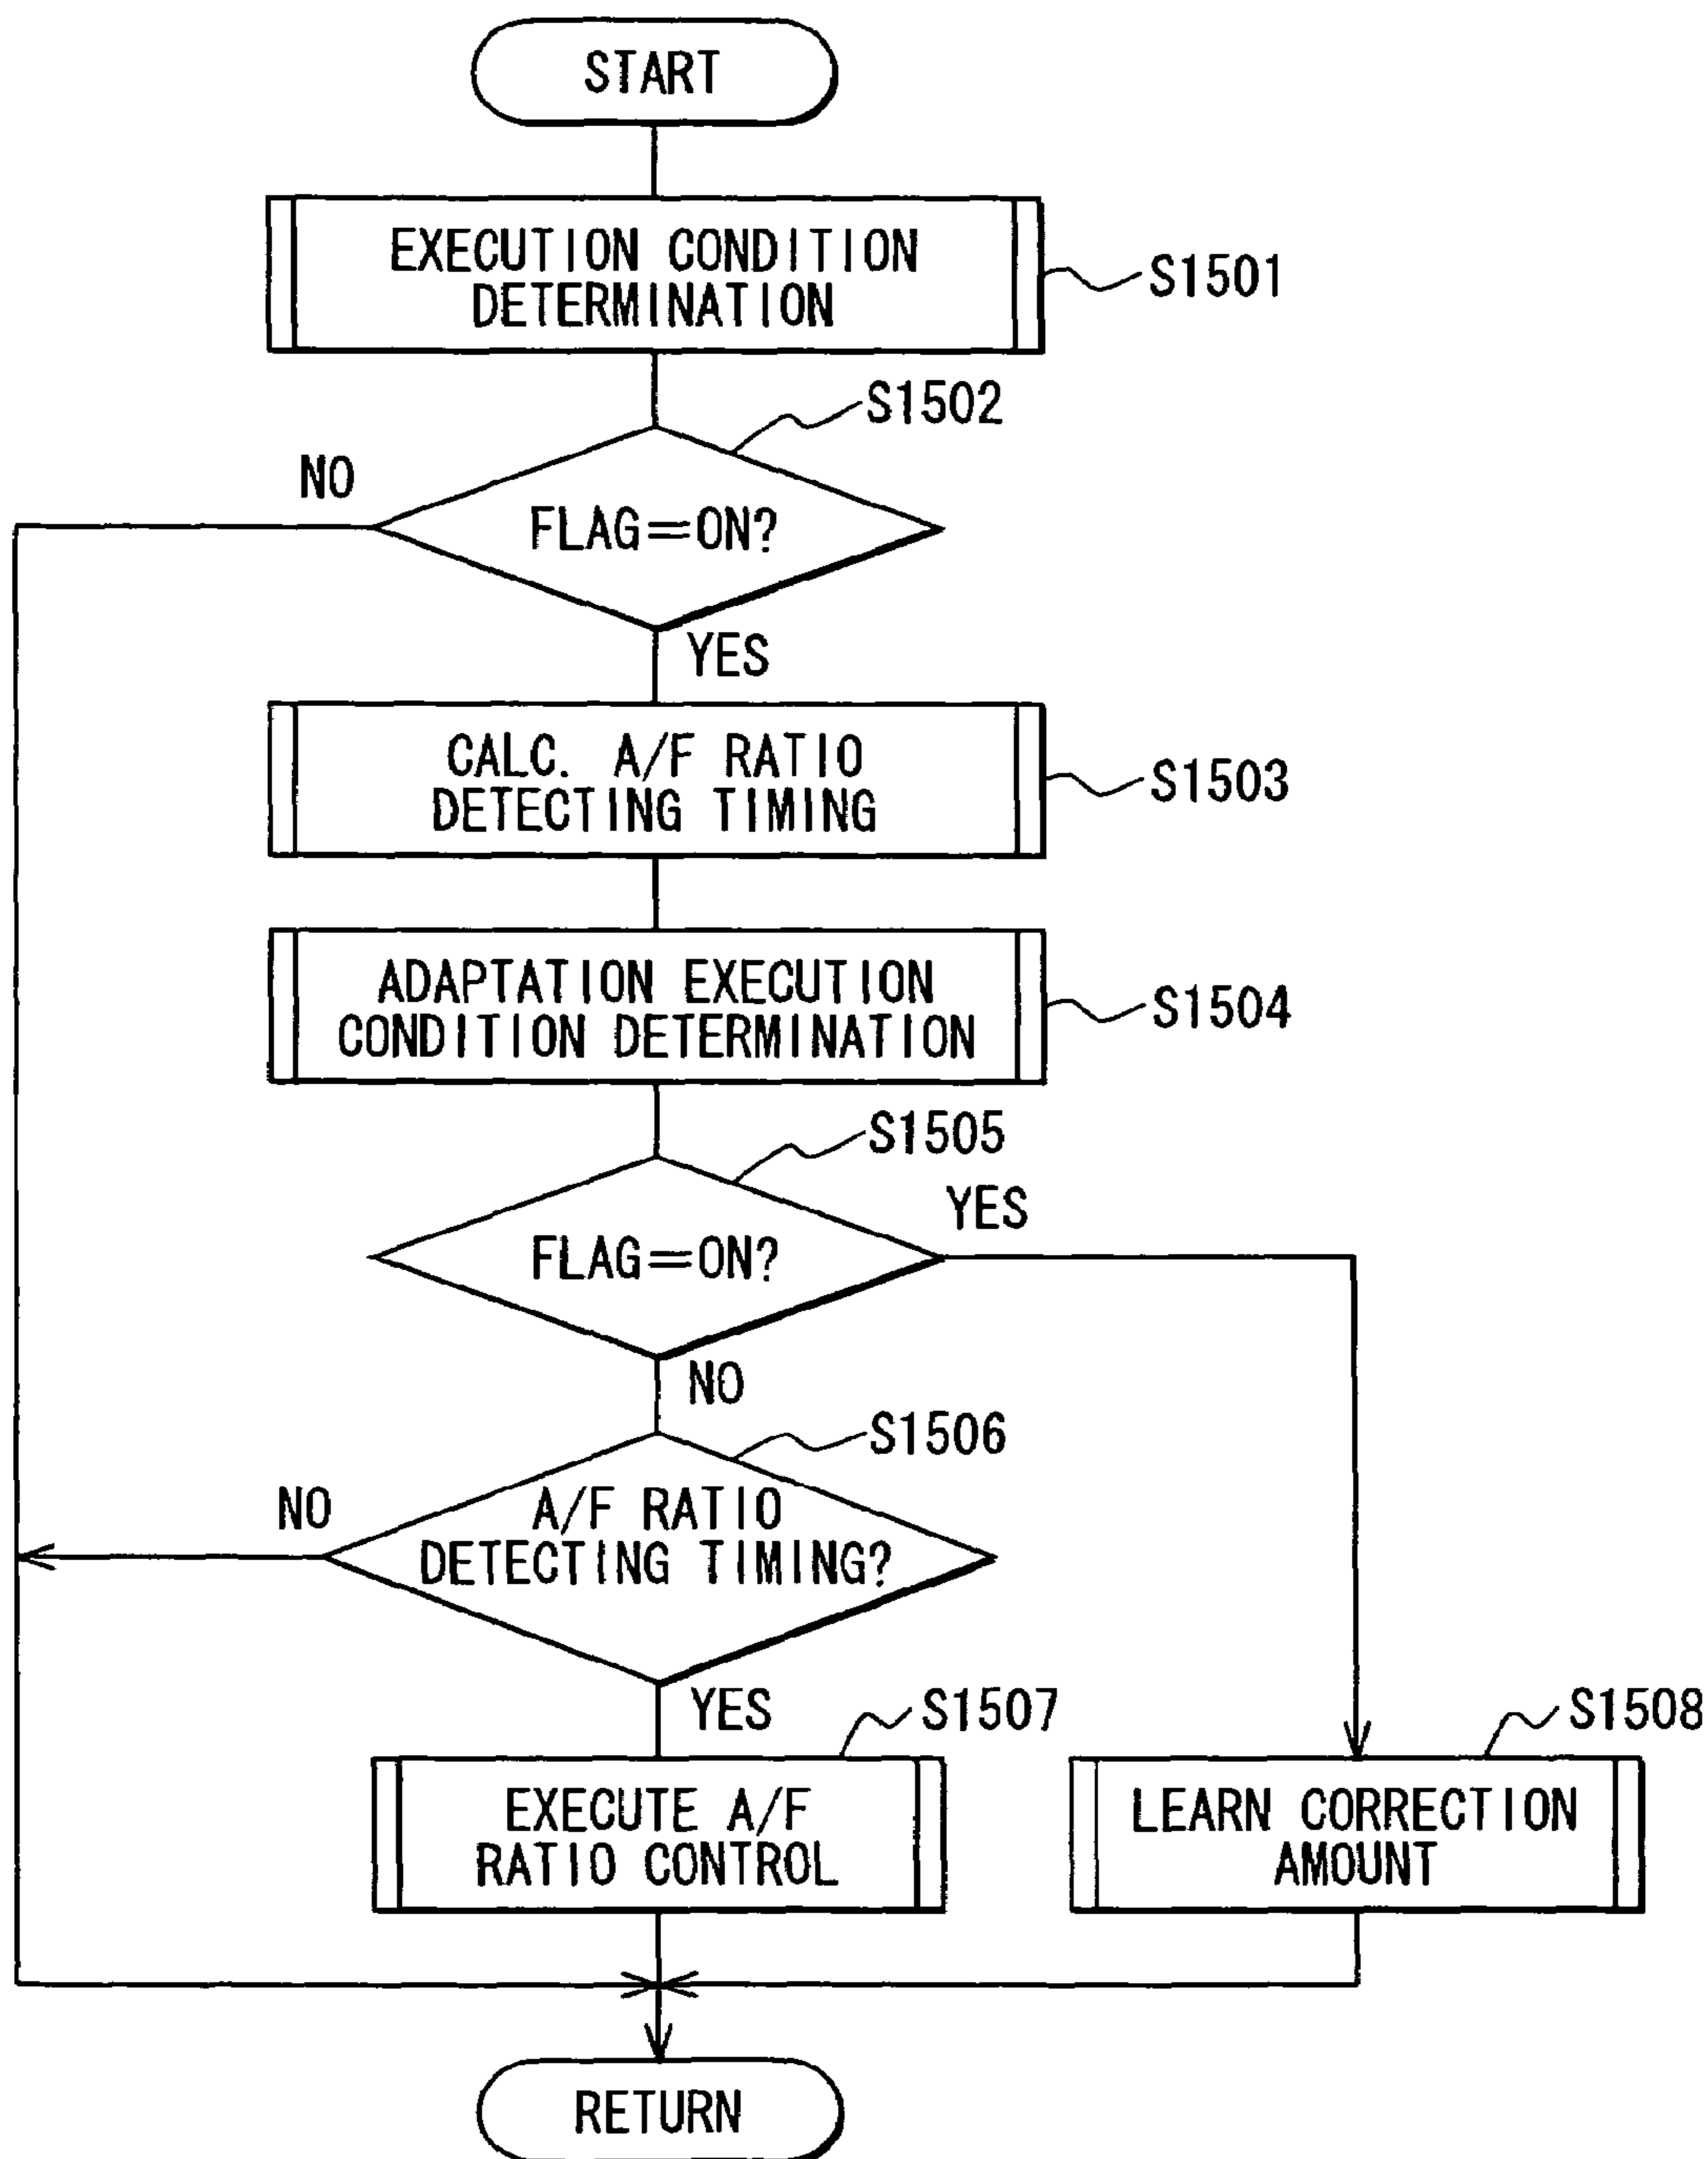 START
EXECUTION CONDITION
DETERMINATION
S1501
S1502
NO
FLAG=ON?
YES
CALC. A/F RATIO
DETECTING TIMING
S1503
ADAPTATION EXECUTION
CONDITION DETERMINATION
S1504
S1505
YES
FLAG=ON?
NO
S1506
NO
A/F RATIO
DETECTING TIMING?
YES
S1507
S1508
EXECUTE A/F
RATIO CONTROL
LEARN CORRECTION
AMOUNT
RETURN